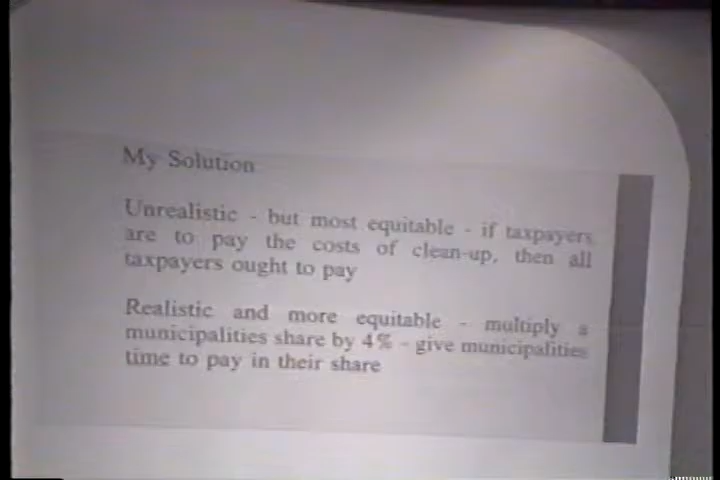 My Solution
Unrealistic - but most equitable - if taxpayers
are to pay the costs of clean-up, then all
taxpayers ought to pay
Realistic and more equitable - multiply a
municipalities share by 4% - give municipalities
time to pay in their share